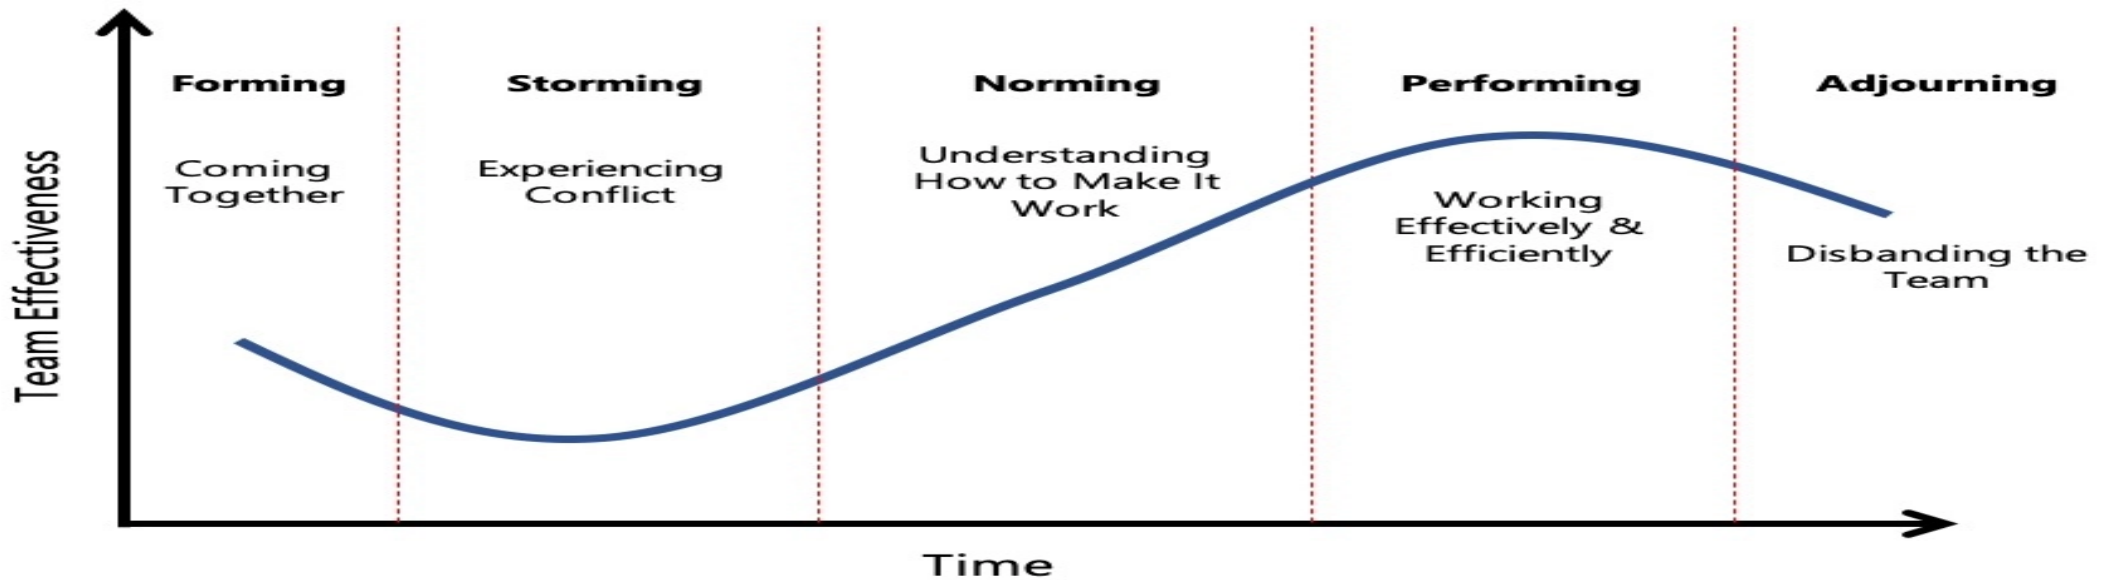 Forming
Storming
Norming
Performing
Adjourning
Coming
Together
Experiencing
Conflict
Understanding
How to Make It
Work
Working
Effectively &
Efficiently
Disbanding the
Team
Team Effectiveness
Time